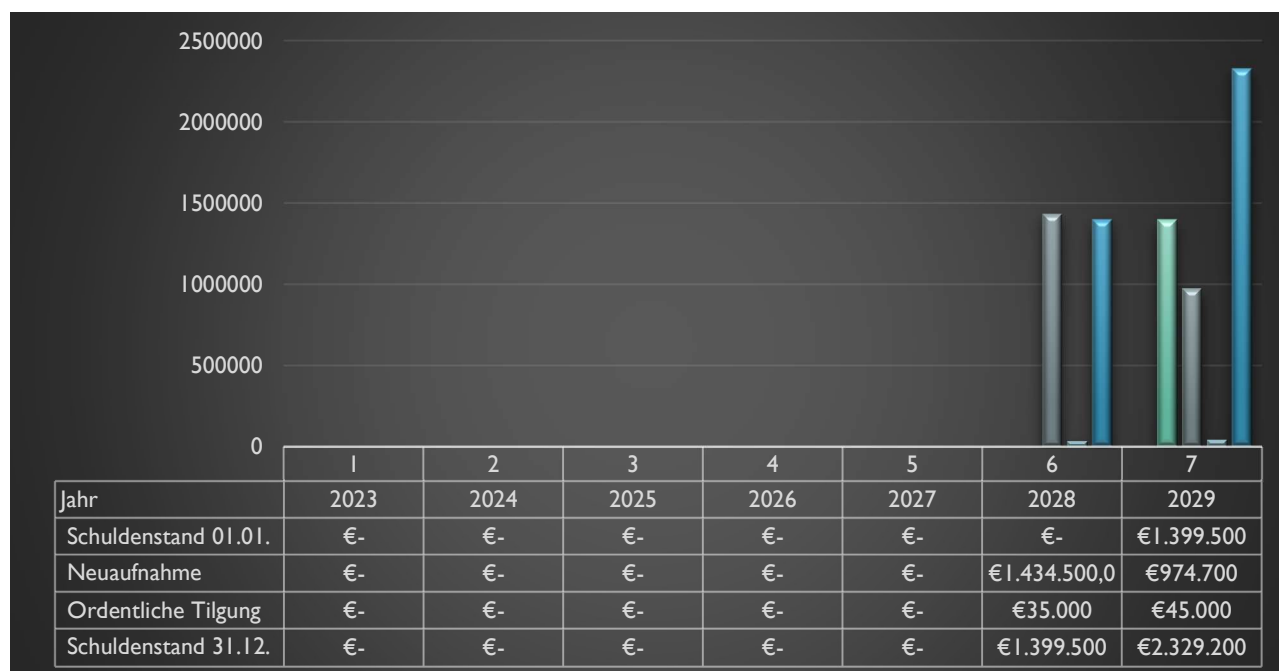 2500000
2000000
1500000
1000000
500000
0
1 2 3 4 5 6 7
Jahr 2023 2024 2025 2026 2027 2028 2029
Schuldenstand 01.01. €- €- €- €- €- €- €1.399.500
Neuaufnahme €- €- €- €- €- €1.434.500,0 €974.700
Ordentliche Tilgung €- €- €- €- €- €35.000 €45.000
Schuldenstand 31.12. €- €- €- €- €- €1.399.500 €2.329.200